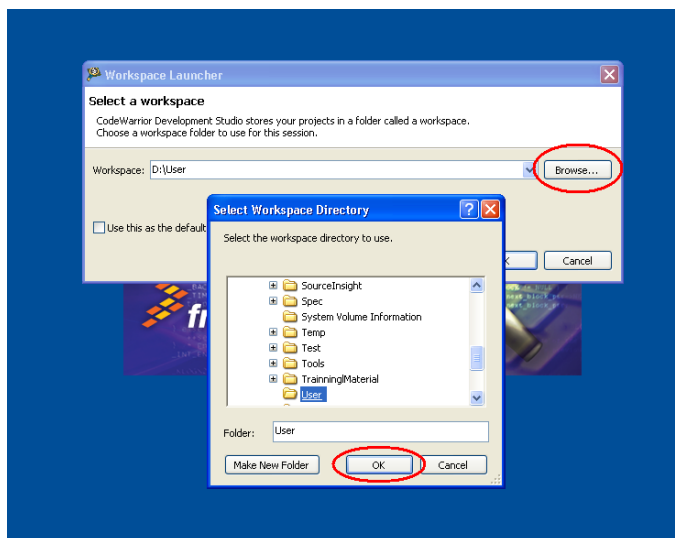 Workspace Launcher
Select a workspace
CodeWarrior Development Studio stores your projects in a folder called a workspace.
Choose a workspace folder to use for this session.
Workspace: D:\User Browse...
Select Workspace Directory
Use this as the default
Select the workspace directory to use.
Cancel
SourceInsight
Spec
System Volume Information
Temp
Test
Tools
TrainningMaterial
User
Folder: User
Make New Folder OK Cancel